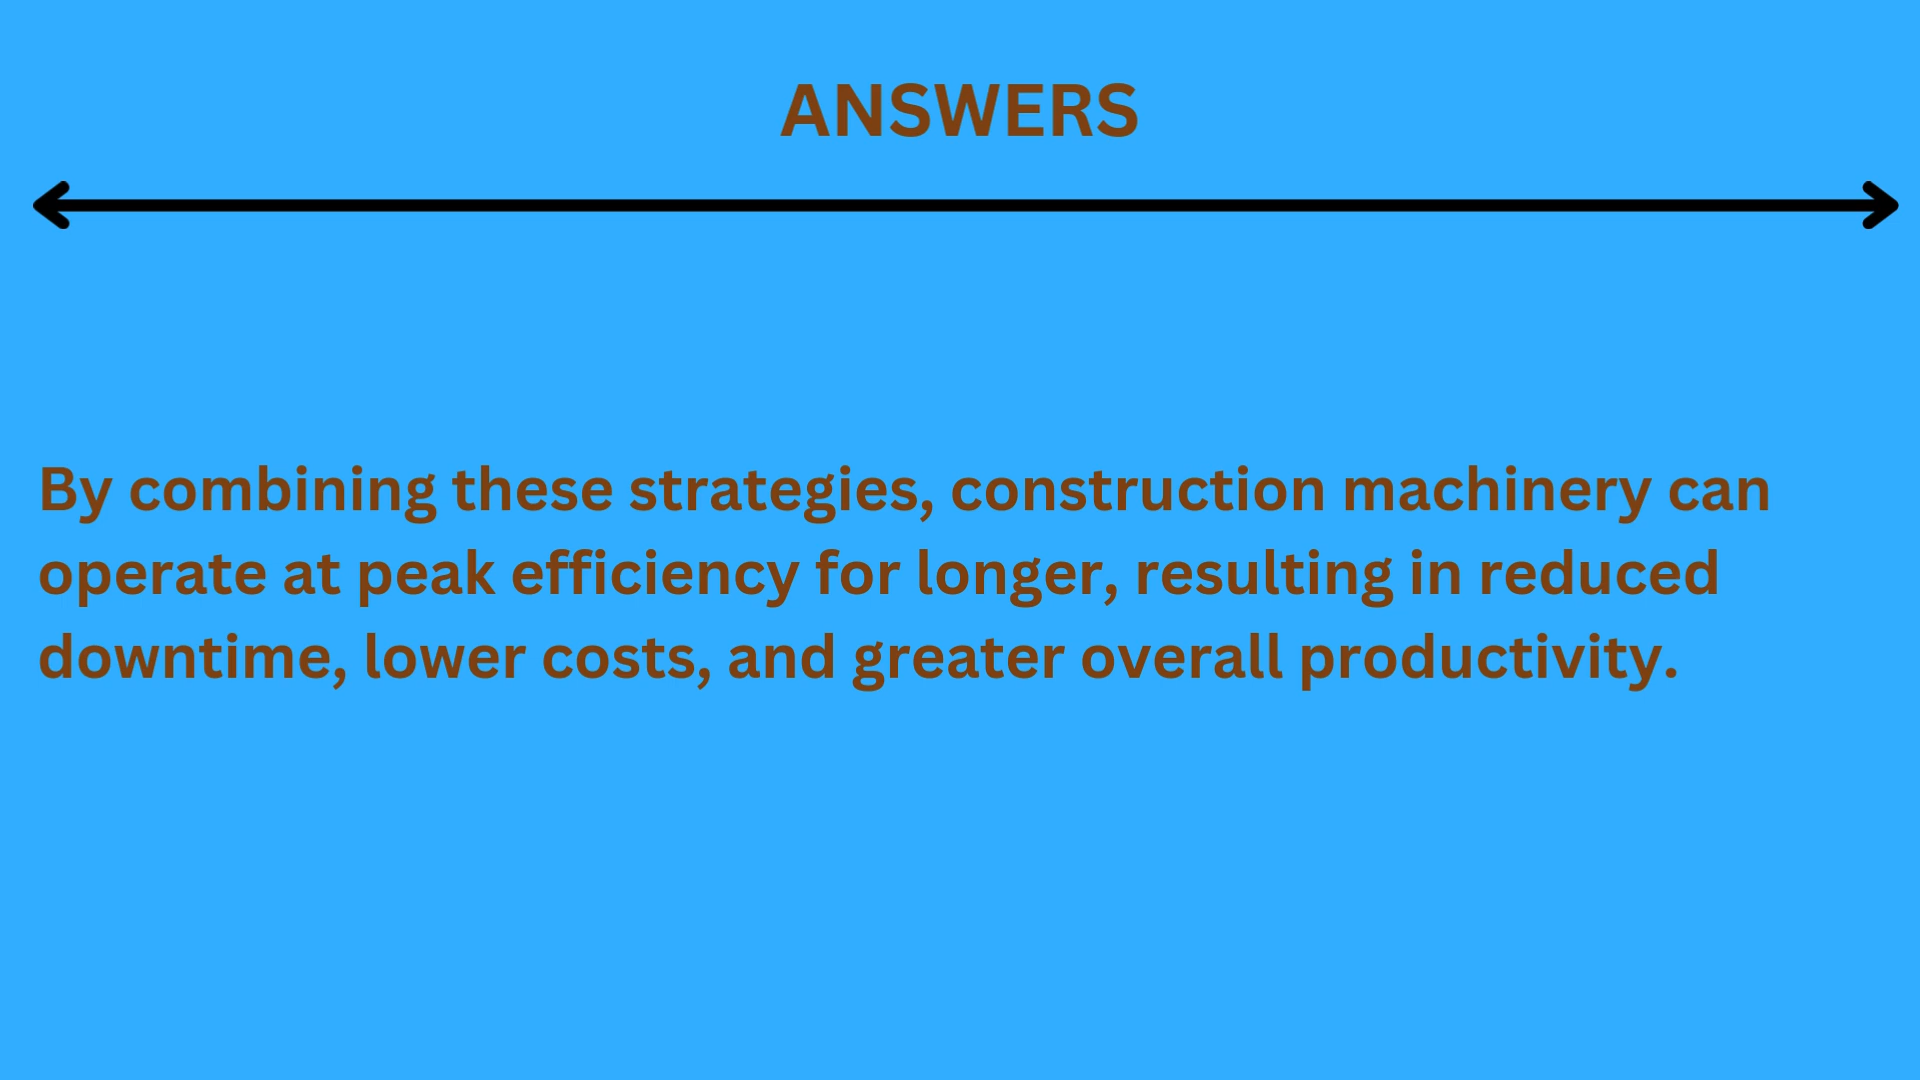 ANSWERS
By combining these strategies, construction machinery can
operate at peak efficiency for longer, resulting in reduced
downtime, lower costs, and greater overall productivity.